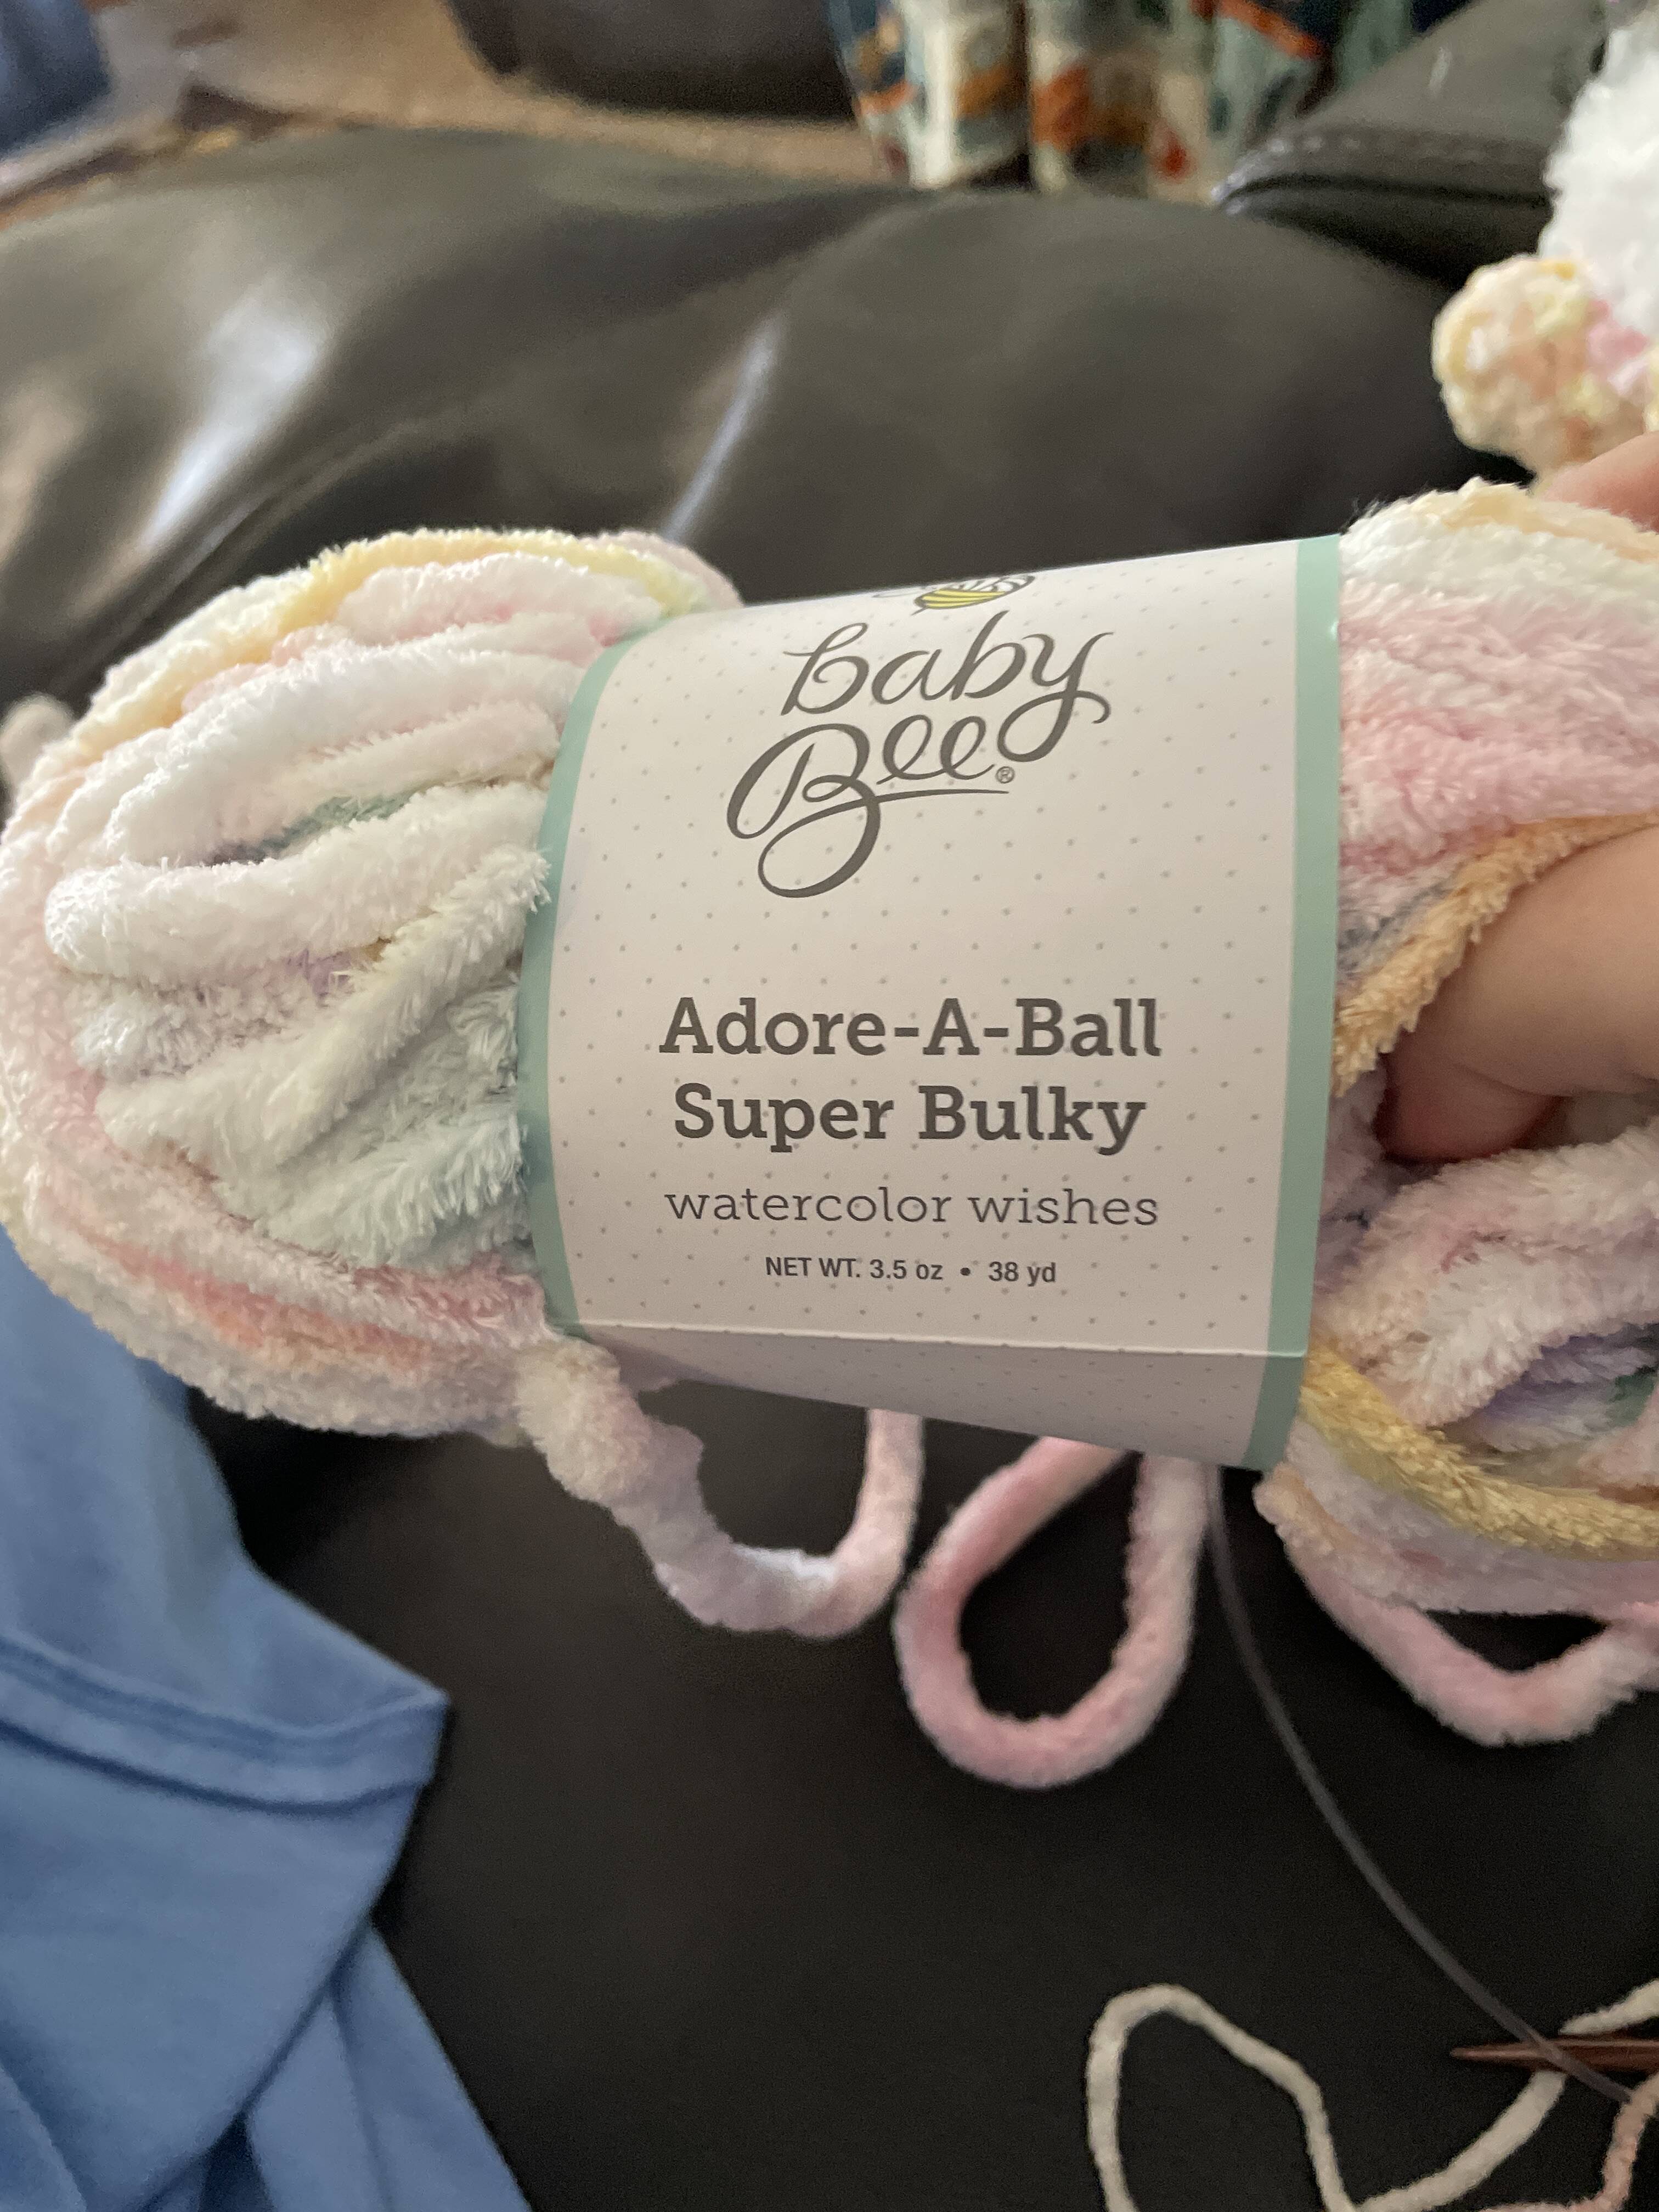 baby
Bee®
Adore-A-Ball
Super Bulky
watercolor wishes
NET WT. 3.5 oz • 38 yd